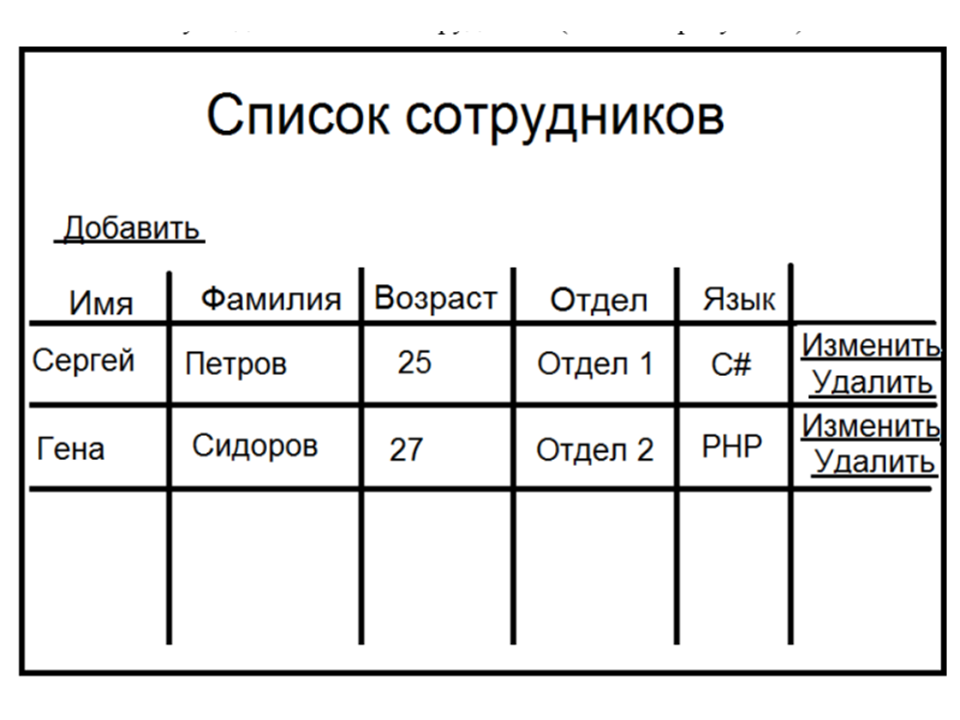 Список сотрудников
Добавить
Имя Фамилия Возраст Отдел Язык
Сергей Петров 25 Отдел 1 C# Изменить
Удалить
Гена Сидоров 27 Отдел 2 PHP Изменить
Удалить